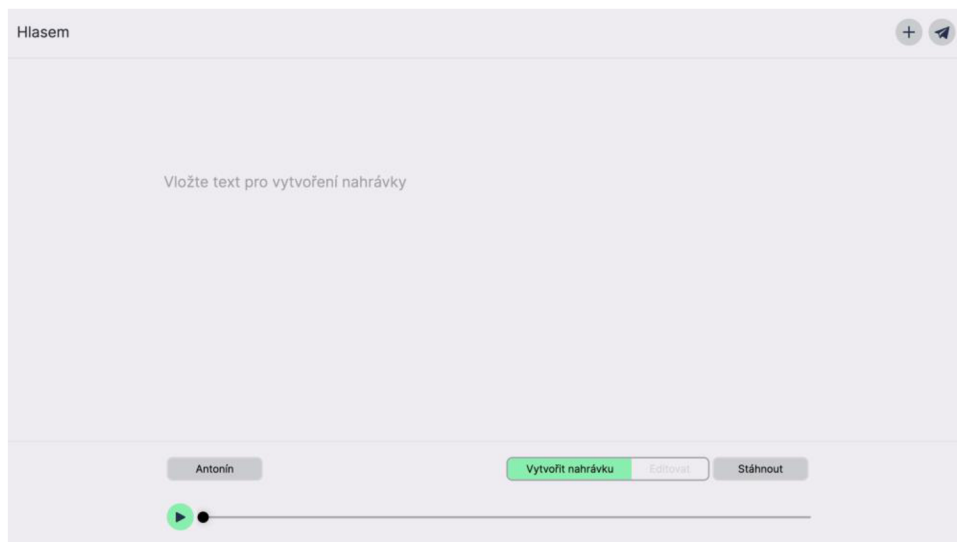 Hlasem
Vložte text pro vytvoření nahrávky
Antonín
Vytvořit nahrávku
Editovat
Stáhnout